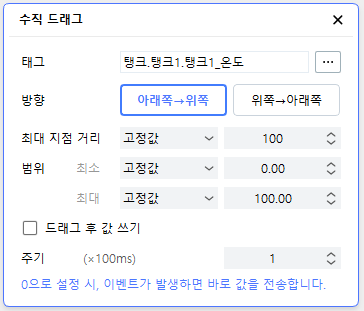 수직 드래그
태그 탱크.탱크1.탱크1_온도 ...
방향 아래쪽→위쪽 위쪽→아래쪽
최대 지점 거리 고정값 100
범위 최소 고정값 0.00
최대 고정값 100.00
드래그 후 값 쓰기
주기 (×100ms) 1
0으로 설정 시, 이벤트가 발생하면 바로 값을 전송합니다.